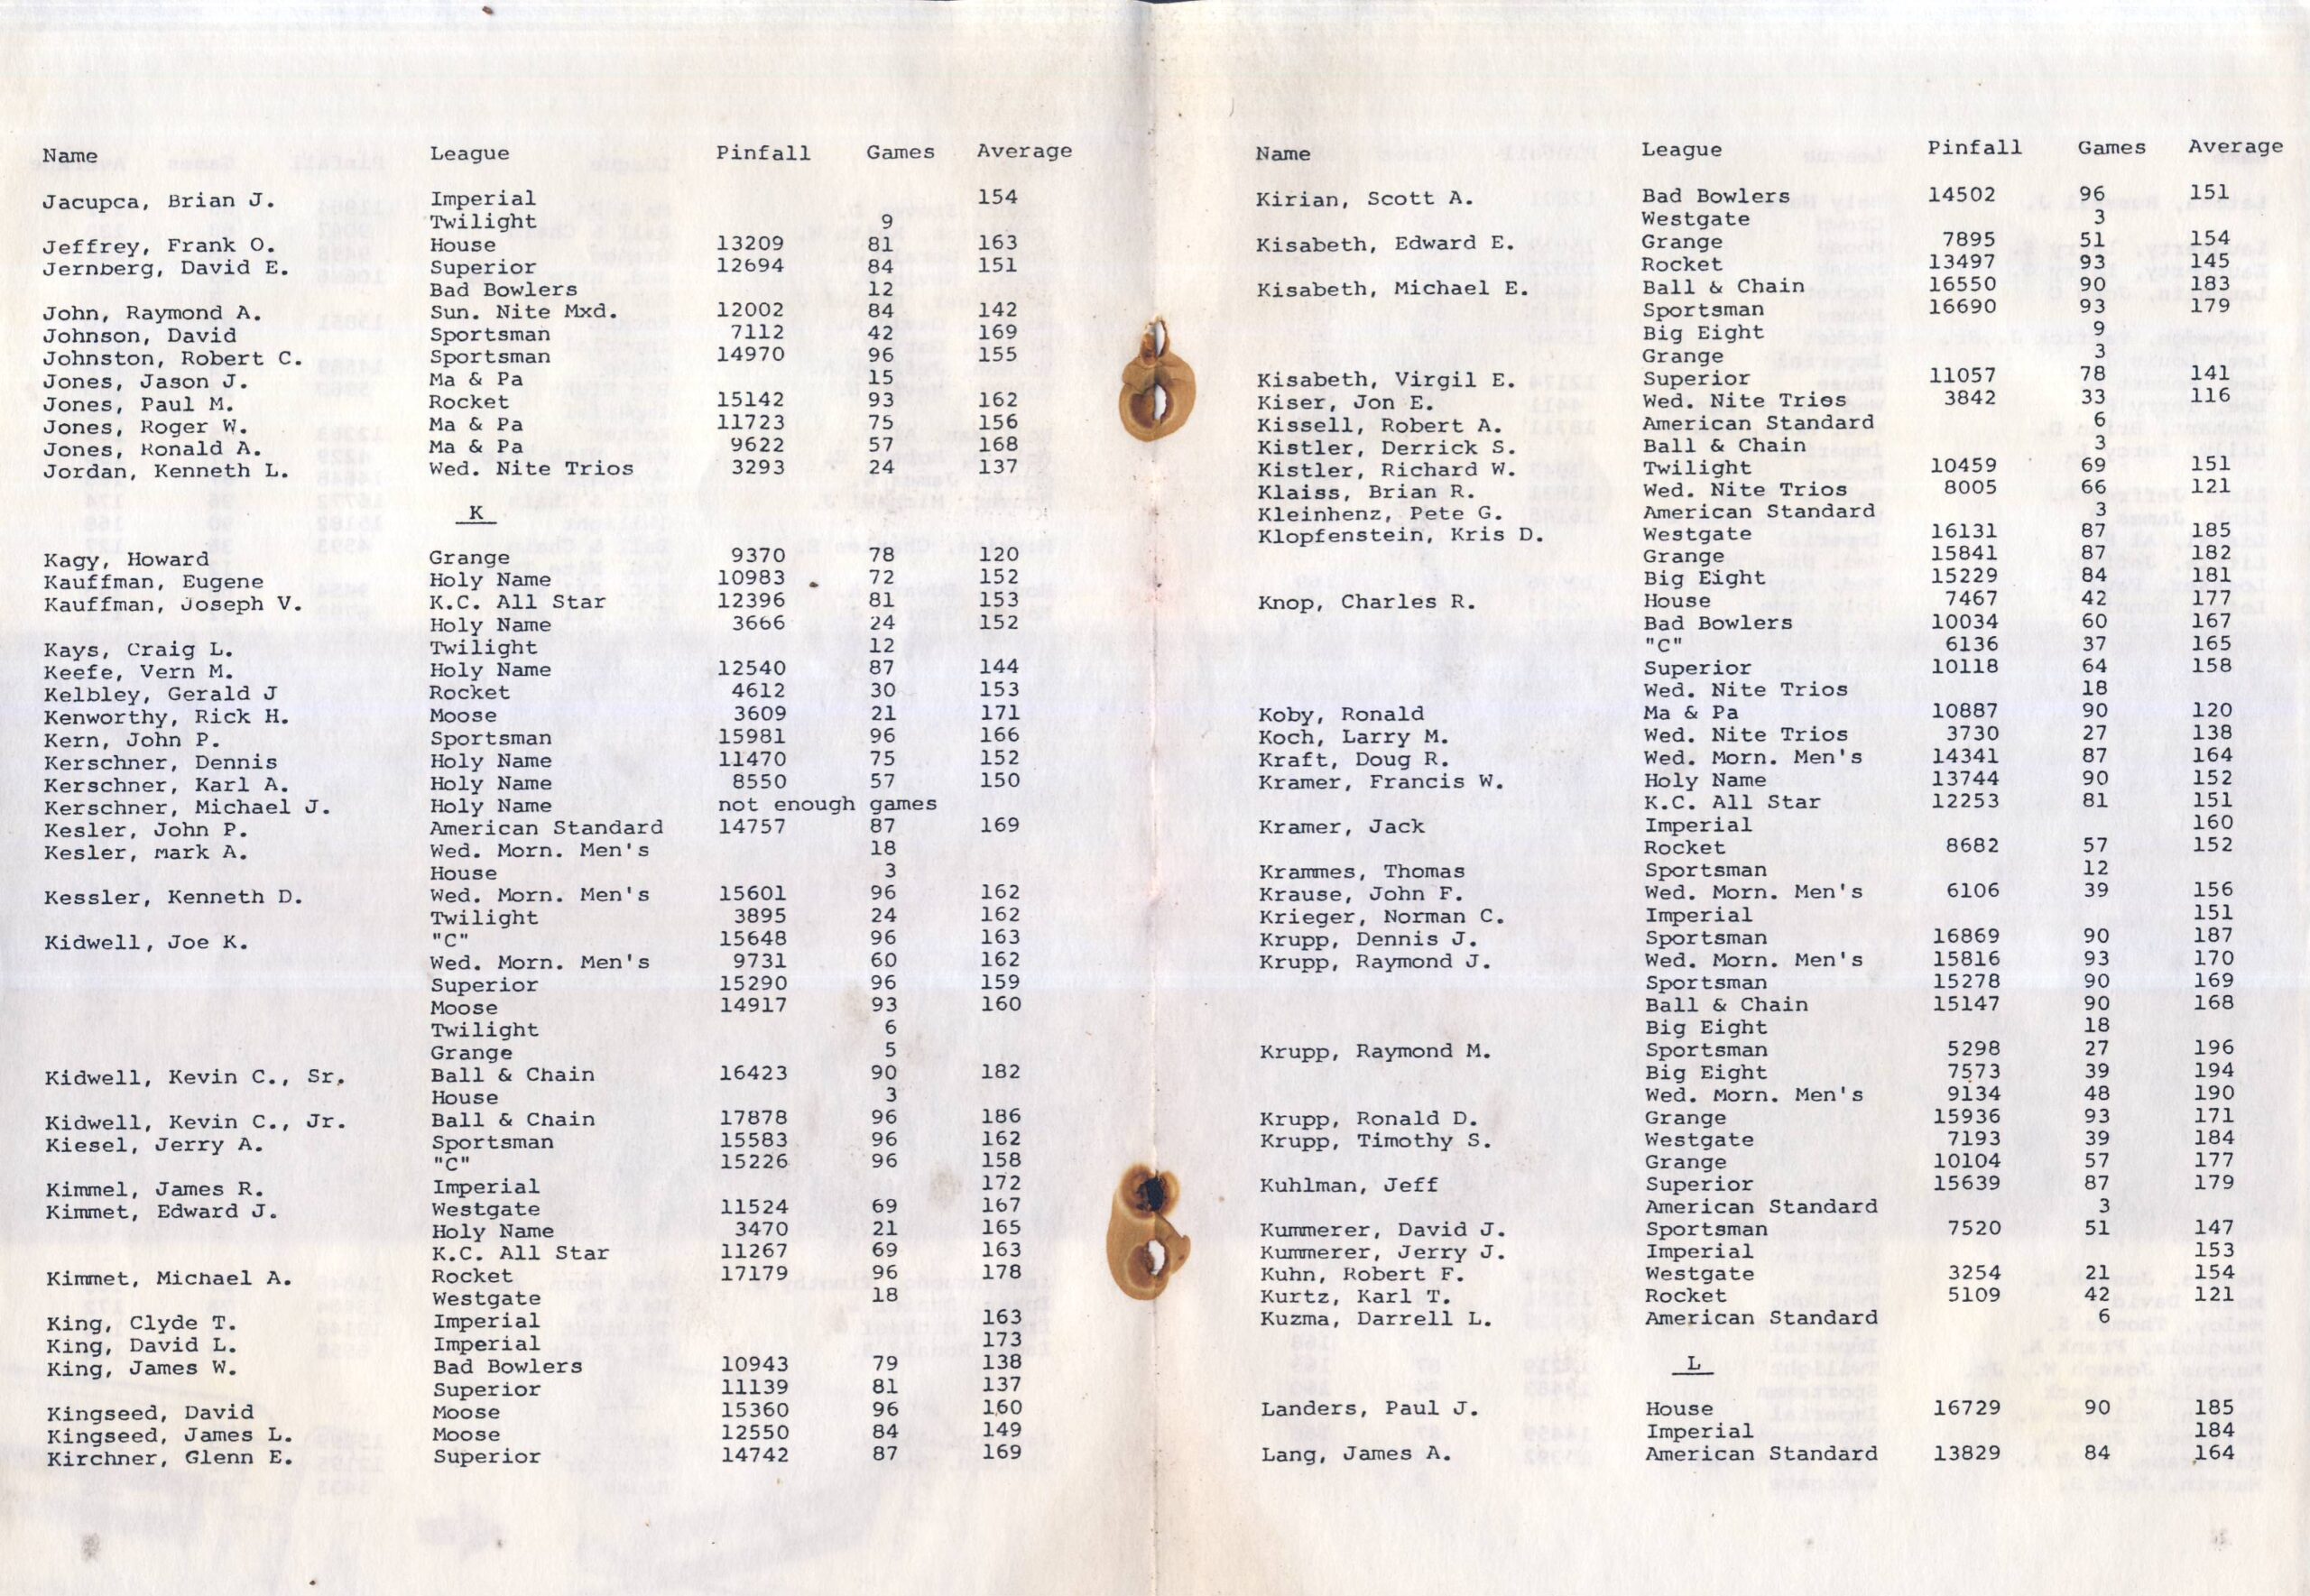 Name League Pinfall Games Average
Jacupca, Brian J. Imperial 154
Twilight 9
Jeffrey, Frank O. House 13209 81 163
Jernberg, David E. Superior 12694 84 151
Bad Bowlers 12
John, Raymond A. Sun. Nite Mxd. 12002 84 142
Johnson, David Sportsman 7112 42 169
Johnston, Robert C. Sportsman 14970 96 155
Jones, Jason J. Ma & Pa 15
Jones, Paul M. Rocket 15142 93 162
Jones, Roger W. Ma & Pa 11723 75 156
Jones, Ronald A. Ma & Pa 9622 57 168
Jordan, Kenneth L. Wed. Nite Trios 3293 24 137
K
Kagy, Howard Grange 9370 78 120
Kauffman, Eugene Holy Name 10983 72 152
Kauffman, Joseph V. K.C. All Star 12396 81 153
Holy Name 3666 24 152
Kays, Craig L. Twilight 12
Keefe, Vern M. Holy Name 12540 87 144
Kelbley, Gerald J Rocket 4612 30 153
Kenworthy, Rick H. Moose 3609 21 171
Kern, John P. Sportsman 15981 96 166
Kerschner, Dennis Holy Name 11470 75 152
Kerschner, Karl A. Holy Name 8550 57 150
Kerschner, Michael J. Holy Name not enough games
Kesler, John P. American Standard 14757 87 169
Kesler, Mark A. Wed. Morn. Men's 18
House 3
Kessler, Kenneth D. Wed. Morn. Men's 15601 96 162
Twilight 3895 24 162
Kidwell, Joe K. "C" 15648 96 163
Wed. Morn. Men's 9731 60 162
Superior 15290 96 159
Moose 14917 93 160
Twilight 6
Grange 5
Kidwell, Kevin C., Sr. Ball & Chain 16423 90 182
House 3
Kidwell, Kevin C., Jr. Ball & Chain 17878 96 186
Kiesel, Jerry A. Sportsman 15583 96 162
"C" 15226 96 158
Kimmel, James R. Imperial 172
Kimmet, Edward J. Westgate 11524 69 167
Holy Name 3470 21 165
K.C. All Star 11267 69 163
Kimmet, Michael A. Rocket 17179 96 178
Westgate 18
King, Clyde T. Imperial 163
King, David L. Imperial 173
King, James W. Bad Bowlers 10943 79 138
Superior 11139 81 137
Kingseed, David Moose 15360 96 160
Kingseed, James L. Moose 12550 84 149
Kirchner, Glenn E. Superior 14742 87 169
Name League Pinfall Games Average
Kirian, Scott A. Bad Bowlers 14502 96 151
Westgate 3
Kisabeth, Edward E. Grange 7895 51 154
Rocket 13497 93 145
Kisabeth, Michael E. Ball & Chain 16550 90 183
Sportsman 16690 93 179
Big Eight 9
Grange 3
Kisabeth, Virgil E. Superior 11057 78 141
Kiser, Jon E. Wed. Nite Trios 3842 33 116
Kissell, Robert A. American Standard 6
Kistler, Derrick S. Ball & Chain 3
Kistler, Richard W. Twilight 10459 69 151
Klaiss, Brian R. Wed. Nite Trios 8005 66 121
Kleinhenz, Pete G. American Standard 3
Klopfenstein, Kris D. Westgate 16131 87 185
Grange 15841 87 182
Big Eight 15229 84 181
Knop, Charles R. House 7467 42 177
Bad Bowlers 10034 60 167
"C" 6136 37 165
Superior 10118 64 158
Wed. Nite Trios 18
Koby, Ronald Ma & Pa 10887 90 120
Koch, Larry M. Wed. Nite Trios 3730 27 138
Kraft, Doug R. Wed. Morn. Men's 14341 87 164
Kramer, Francis W. Holy Name 13744 90 152
K.C. All Star 12253 81 151
Kramer, Jack Imperial 160
Rocket 8682 57 152
Krammes, Thomas Sportsman 12
Krause, John F. Wed. Morn. Men's 6106 39 156
Krieger, Norman C. Imperial 151
Krupp, Dennis J. Sportsman 16869 90 187
Krupp, Raymond J. Wed. Morn. Men's 15816 93 170
Sportsman 15278 90 169
Ball & Chain 15147 90 168
Big Eight 18
Krupp, Raymond M. Sportsman 5298 27 196
Big Eight 7573 39 194
Wed. Morn. Men's 9134 48 190
Krupp, Ronald D. Grange 15936 93 171
Krupp, Timothy S. Westgate 7193 39 184
Grange 10104 57 177
Kuhlman, Jeff Superior 15639 87 179
American Standard 3
Kummerer, David J. Sportsman 7520 51 147
Kummerer, Jerry J. Imperial 153
Kuhn, Robert F. Westgate 3254 21 154
Kurtz, Karl T. Rocket 5109 42 121
Kuzma, Darrell L. American Standard 6
L
Landers, Paul J. House 16729 90 185
Imperial 184
Lang, James A. American Standard 13829 84 164